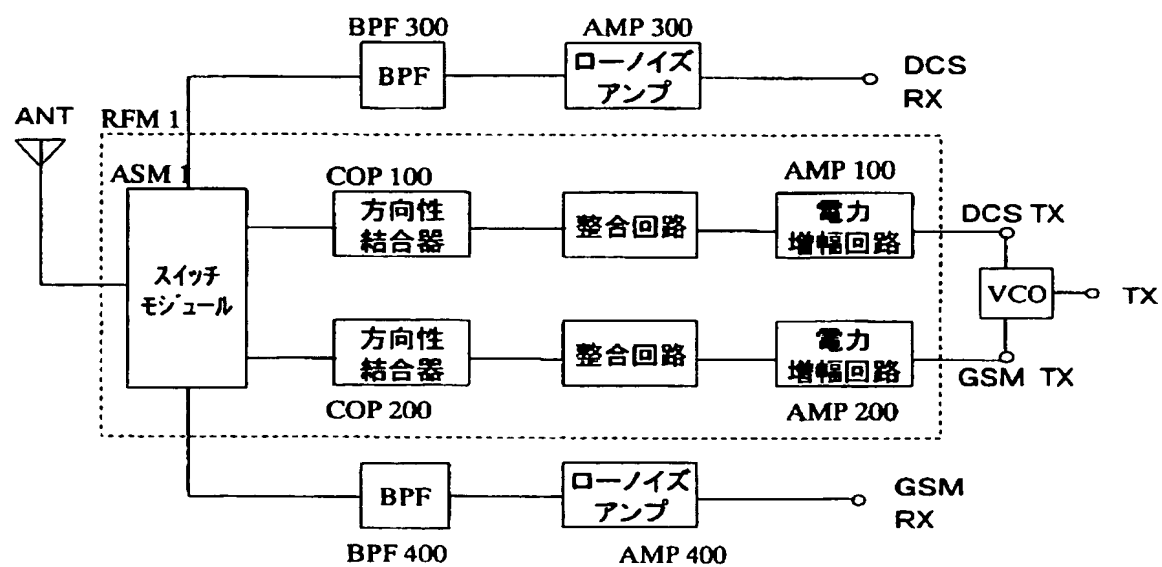 BPF 300
AMP 300
BPF
ローノイズ
アンプ
DCS
RX
ANT
RFM 1
ASM 1
COP 100
AMP 100
方向性
結合器
整合回路
電力
増幅回路
DCS TX
スイッチ
モジュール
VCO
TX
方向性
結合器
整合回路
電力
増幅回路
GSM TX
COP 200
AMP 200
BPF
ローノイズ
アンプ
GSM
RX
BPF 400
AMP 400